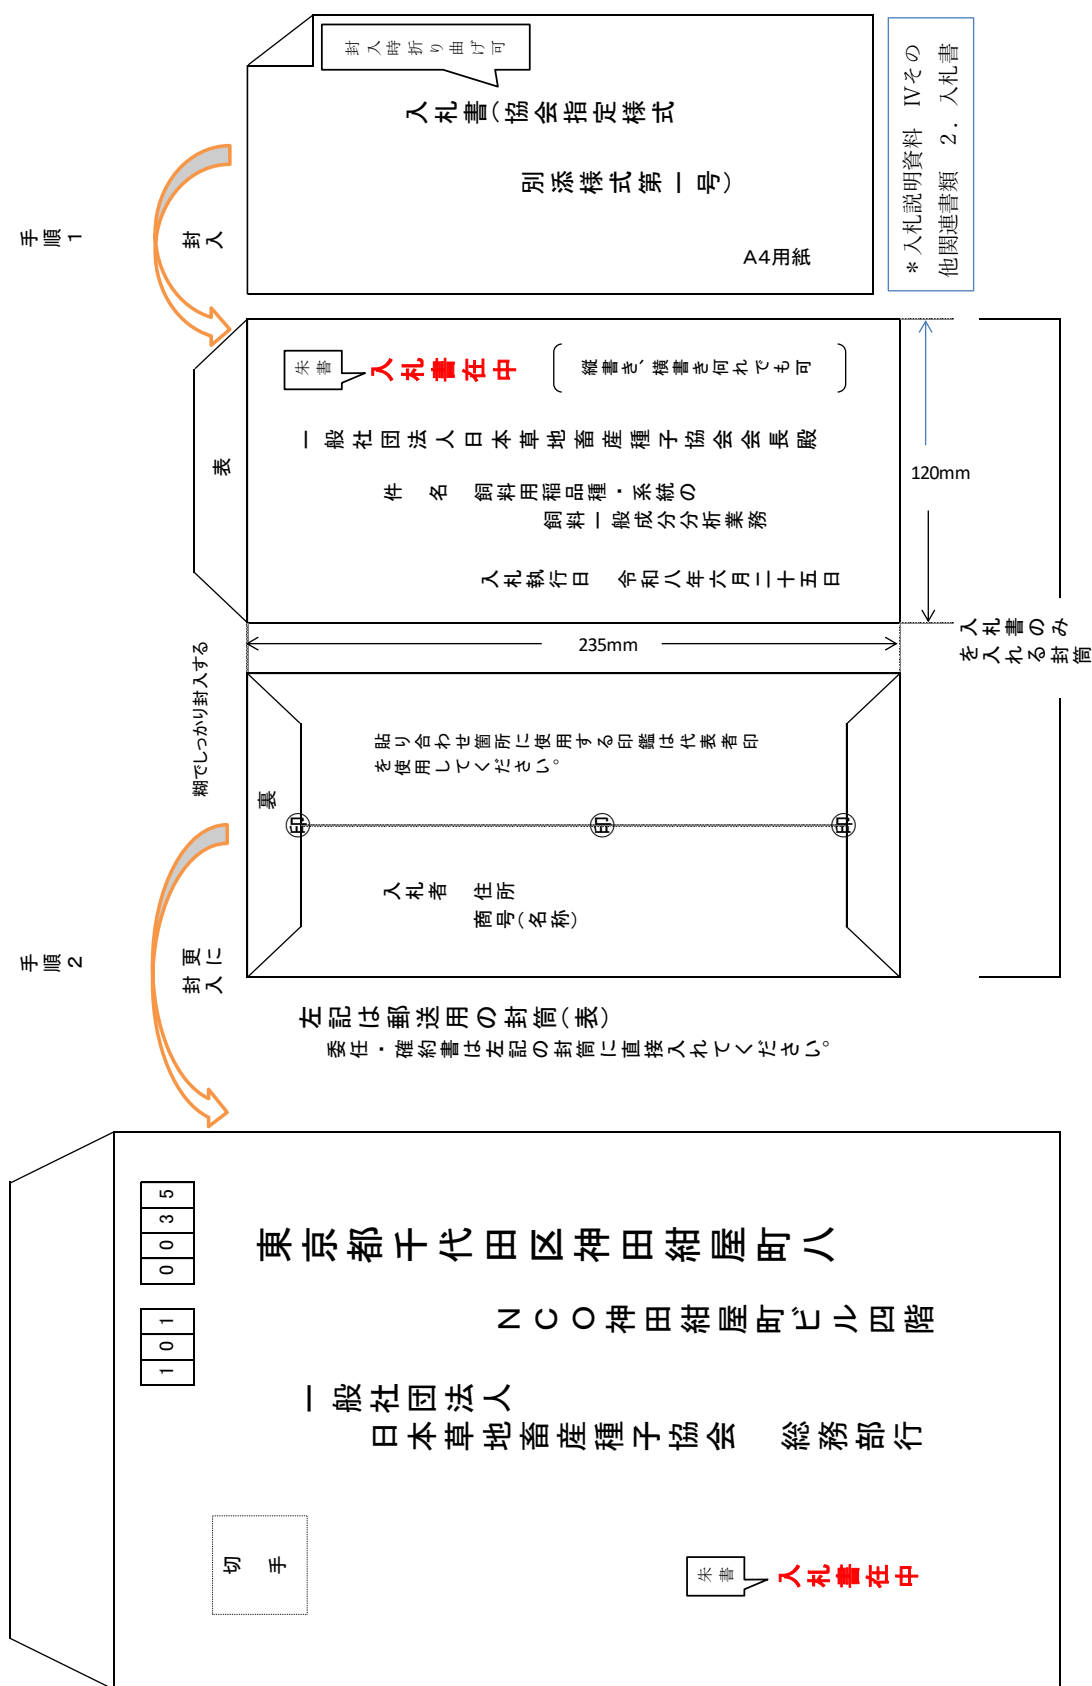 手順1
封入
封入時折り曲げ可
入札書(協会指定様式
別添様式第一号)
A4用紙
＊入札説明資料　Ⅳその
他関連書類　2．入札書
表
朱書
入札書在中
縦書き、横書き何れでも可
一般社団法人日本草地畜産種子協会会長殿
件　名　飼料用稲品種・系統の
飼料一般成分分析業務
入札執行日　令和八年六月二十五日
120mm
235mm
入札書のみ
を入れる封筒
糊でしっかり封入する
裏
貼り合わせ箇所に使用する印鑑は代表者印
を使用してください。
印
印
印
入札者　住所
商号(名称)
手順2
更に
封入
左記は郵送用の封筒(表)
委任・確約書は左記の封筒に直接入れてください。
101 0035
東京都千代田区神田紺屋町八
NCO神田紺屋町ビル四階
一般社団法人
日本草地畜産種子協会　総務部行
切手
朱書
入札書在中